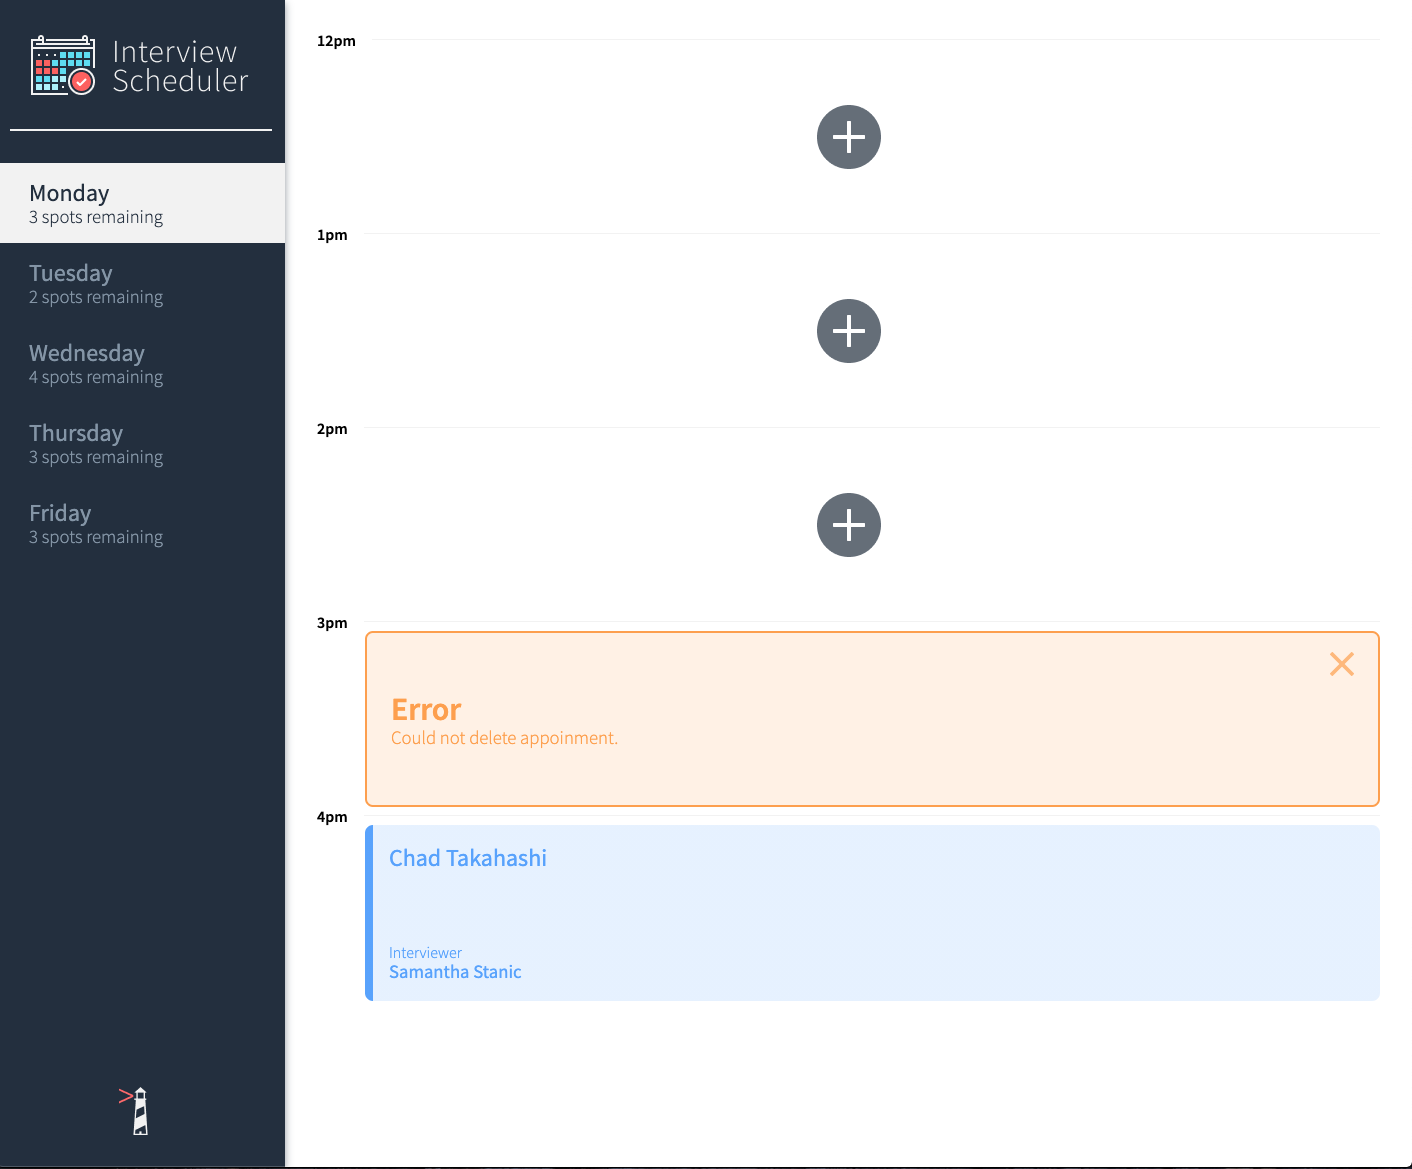 Interview
Scheduler
Monday
3 spots remaining
Tuesday
2 spots remaining
Wednesday
4 spots remaining
Thursday
3 spots remaining
Friday
3 spots remaining
12pm
1pm
2pm
3pm
Error
Could not delete appoinment.
4pm
Chad Takahashi
Interviewer
Samantha Stanic